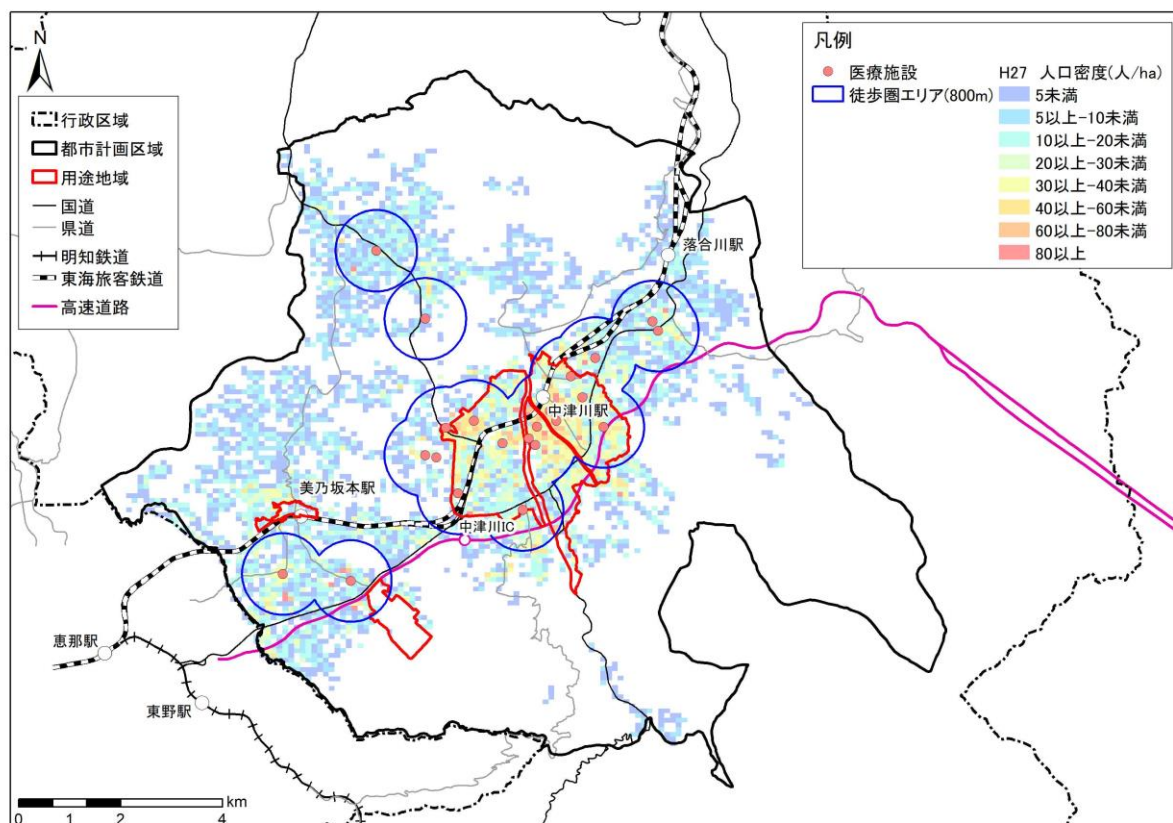 N
行政区域
都市計画区域
用途地域
国道
県道
明知鉄道
東海旅客鉄道
高速道路
凡例
医療施設
徒歩圏エリア(800m)
H27 人口密度(人/ha)
5未満
5以上-10未満
10以上-20未満
20以上-30未満
30以上-40未満
40以上-60未満
60以上-80未満
80以上
落合川駅
中津川駅
美乃坂本駅
中津川IC
恵那駅
東野駅
km
0 1 2 4